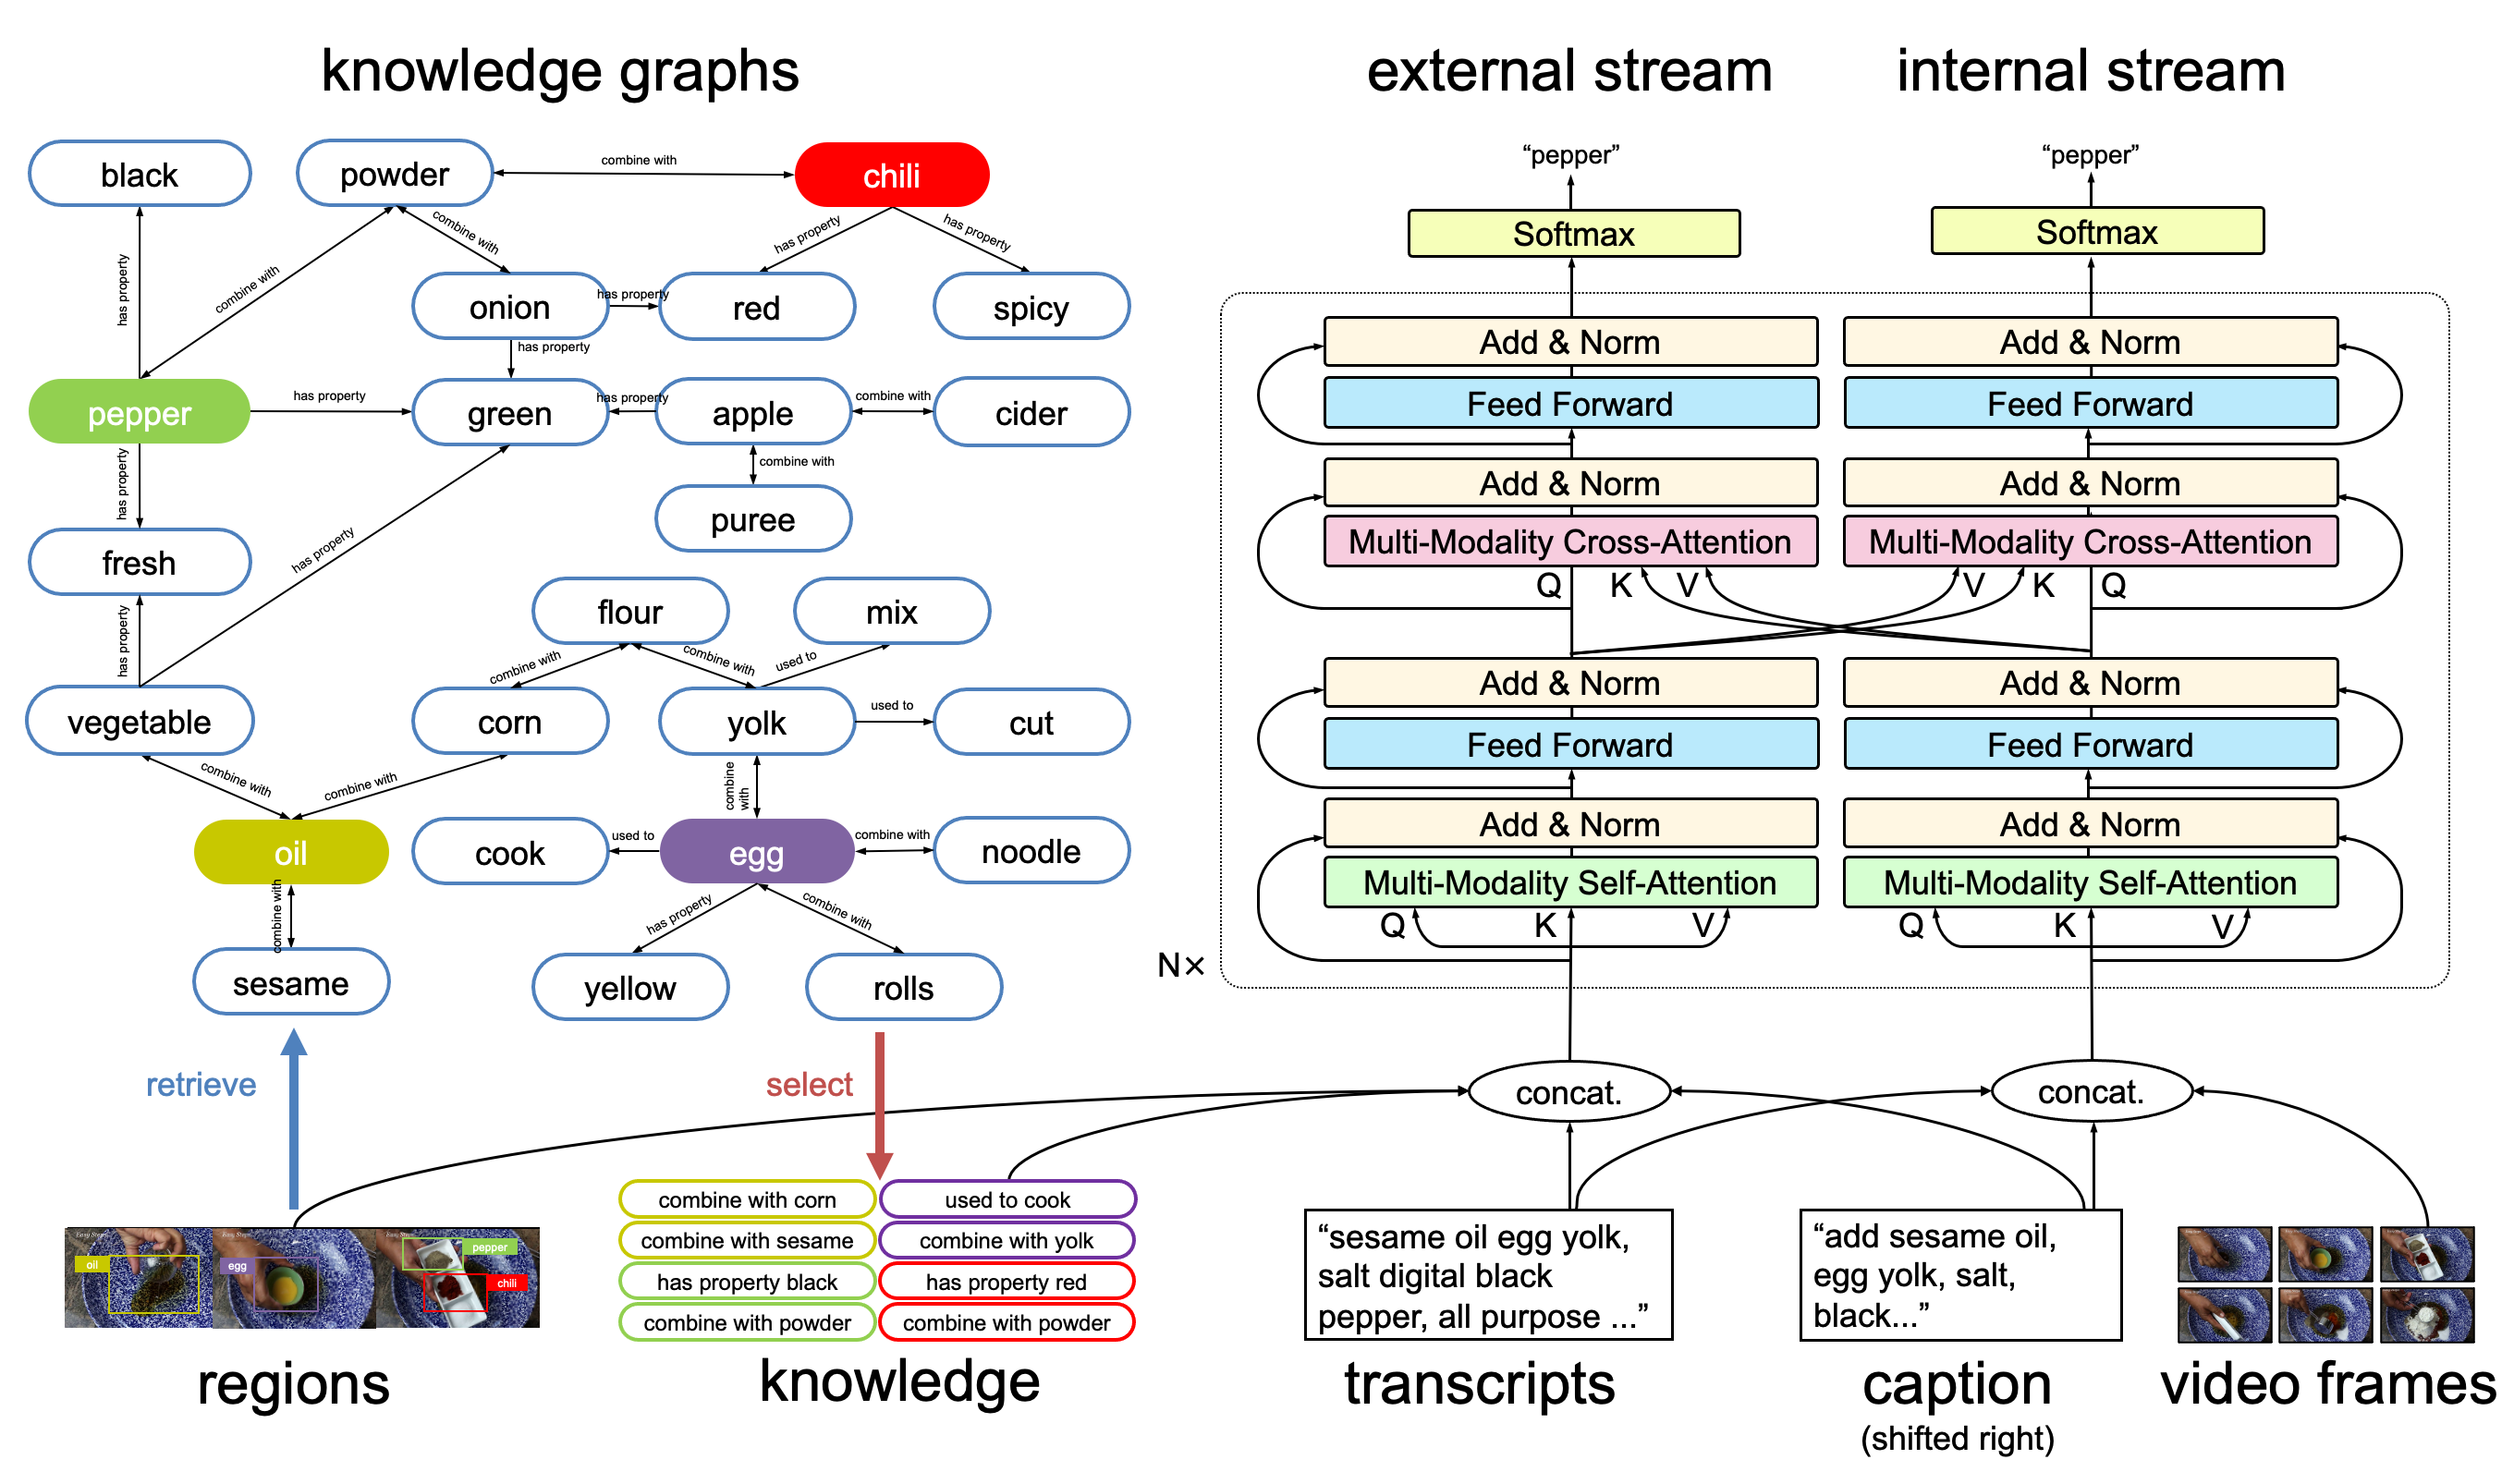 knowledge graphs
external stream
internal stream
black
powder
combine with
chili
has property
combine with
combine with
has property
has property
onion
has property
red
spicy
has property
pepper
has property
green
has property
apple
combine with
cider
has property
combine with
puree
fresh
has property
has property
flour
mix
combine with
combine with
used to
vegetable
corn
yolk
used to
cut
combine with
combine with
combine
with
oil
cook
used to
egg
combine with
noodle
combine with
has property
combine with
sesame
yellow
rolls
retrieve
select
oil
egg
pepper
chili
Easy Steps
regions
combine with corn
used to cook
combine with sesame
combine with yolk
has property black
has property red
combine with powder
combine with powder
knowledge
“pepper”
“pepper”
Softmax
Softmax
Add & Norm
Add & Norm
Feed Forward
Feed Forward
Add & Norm
Add & Norm
Multi-Modality Cross-Attention
Multi-Modality Cross-Attention
Q K V
V K Q
Add & Norm
Add & Norm
Feed Forward
Feed Forward
Add & Norm
Add & Norm
Multi-Modality Self-Attention
Multi-Modality Self-Attention
Q K V
Q K V
N×
concat.
concat.
“sesame oil egg yolk,
salt digital black
pepper, all purpose ...”
transcripts
“add sesame oil,
egg yolk, salt,
black...”
caption
(shifted right)
video frames